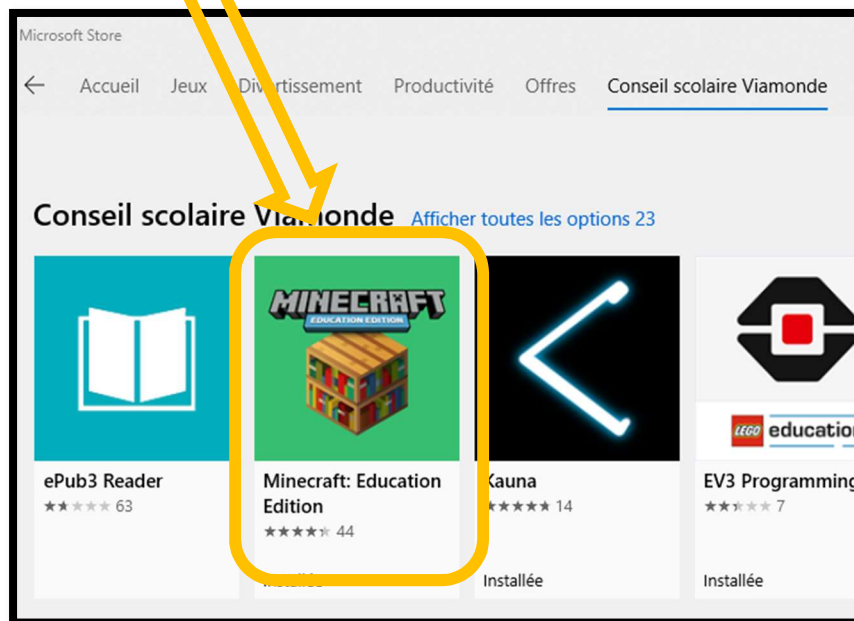 Microsoft Store
Accueil Jeux Divertissement Productivité Offres Conseil scolaire Viamonde
Conseil scolaire Viamonde Afficher toutes les options 23
MINECRAFT
EDUCATION EDITION
LEGO education
ePub3 Reader
63
Minecraft: Education
Edition
44
Installée
Kauna
14
Installée
EV3 Programming
7
Installée